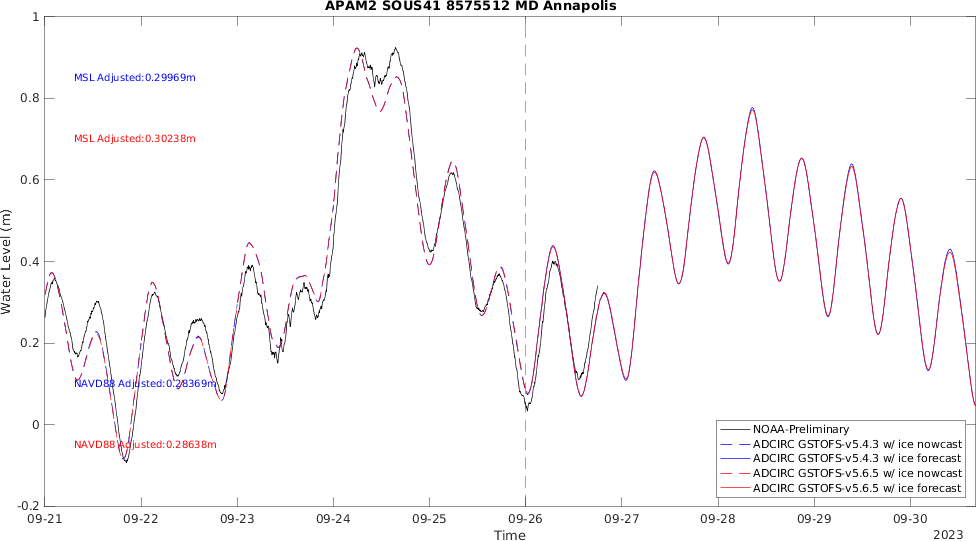 APAM2 SOUS41 8575512 MD Annapolis
1
MSL Adjusted:0.29969m
0.8
MSL Adjusted:0.30238m
0.6
Water Level (m)
0.4
0.2
NAVD88 Adjusted:0.28369m
0
NAVD88 Adjusted:0.28638m
NOAA-Preliminary
ADCIRC GSTOFS-v5.4.3 w/ ice nowcast
ADCIRC GSTOFS-v5.4.3 w/ ice forecast
ADCIRC GSTOFS-v5.6.5 w/ ice nowcast
ADCIRC GSTOFS-v5.6.5 w/ ice forecast
-0.2
09-21 09-22 09-23 09-24 09-25 09-26 09-27 09-28 09-29 09-30
Time
2023